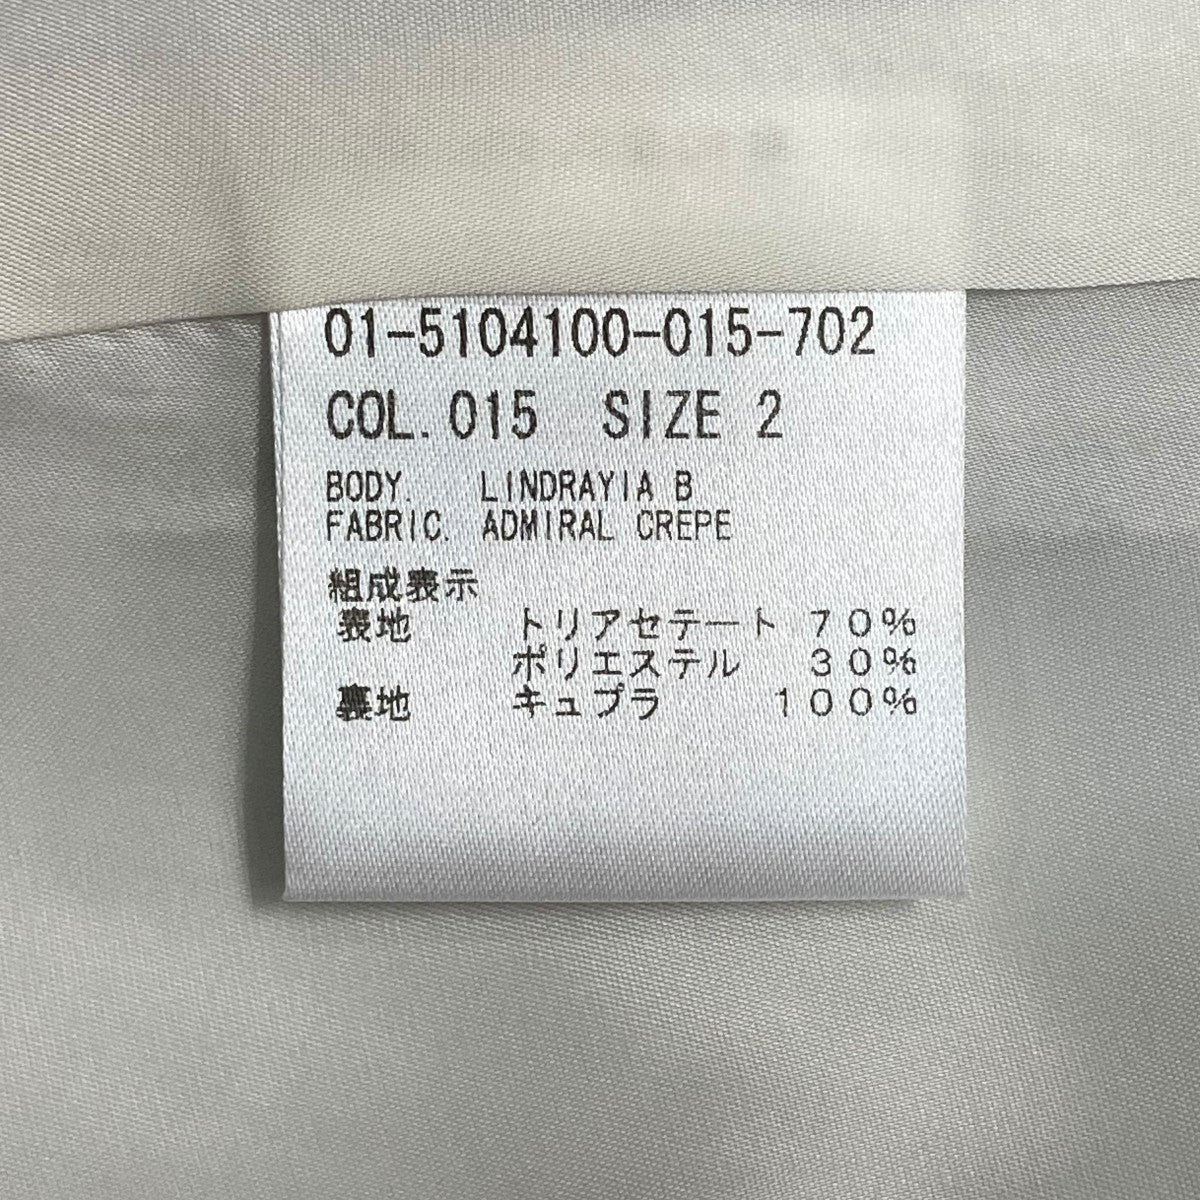 01-5104100-015-702
COL. 015 SIZE 2
BODY. LINDRAYIA B
FABRIC. ADMIRAL CREPE
組成表示
表地 トリアセテート 70%
ポリエステル 30%
裏地 キュプラ 100%